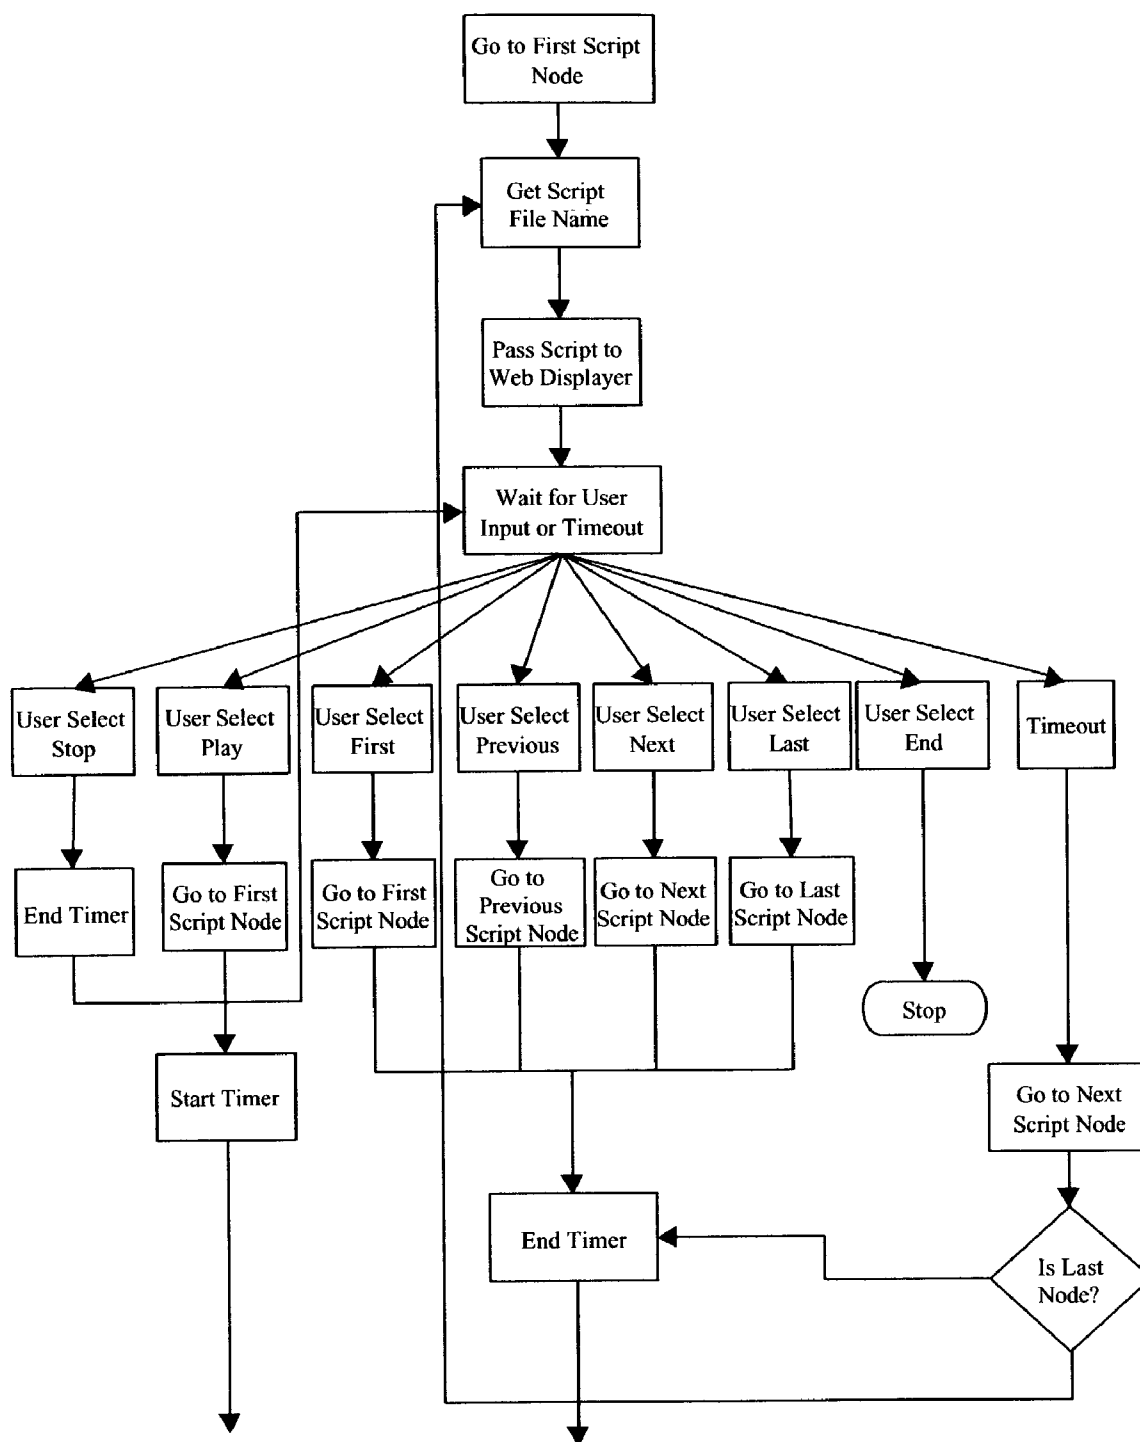 Go to First Script
Node
Get Script
File Name
Pass Script to
Web Displayer
Wait for User
Input or Timeout
User Select
Stop
User Select
Play
User Select
First
User Select
Previous
User Select
Next
User Select
Last
User Select
End
Timeout
End Timer
Go to First
Script Node
Go to First
Script Node
Go to
Previous
Script Node
Go to Next
Script Node
Go to Last
Script Node
Stop
Start Timer
Go to Next
Script Node
End Timer
Is Last
Node?